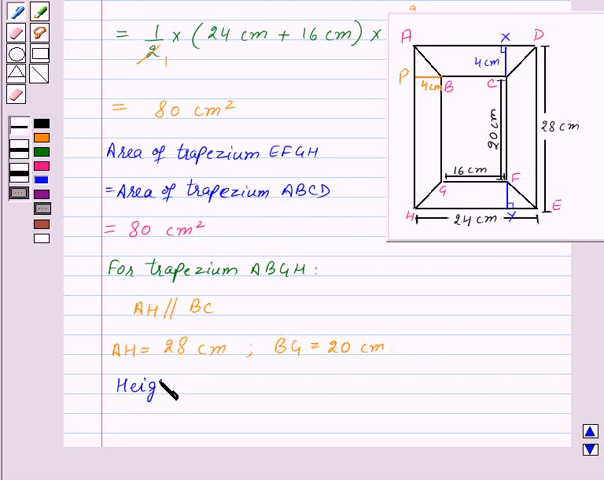 = 1/2 × (24 cm + 16 cm) ×
1
= 80 cm²
Area of trapezium EFGH
= Area of trapezium ABCD
= 80 cm²
For trapezium ABGH:
AH // BC
AH = 28 cm ; BG = 20 cm
Heig
A X D
4 cm
P 4cm B C
20 cm
28 cm
16 cm
G F
H Y E
24 cm